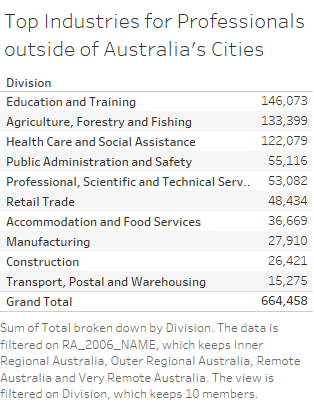 Top Industries for Professionals
outside of Australia's Cities
Division
Education and Training 146,073
Agriculture, Forestry and Fishing 133,399
Health Care and Social Assistance 122,079
Public Administration and Safety 55,116
Professional, Scientific and Technical Serv.. 53,082
Retail Trade 48,434
Accommodation and Food Services 36,669
Manufacturing 27,910
Construction 26,421
Transport, Postal and Warehousing 15,275
Grand Total 664,458
Sum of Total broken down by Division. The data is
filtered on RA_2006_NAME, which keeps Inner
Regional Australia, Outer Regional Australia, Remote
Australia and Very Remote Australia. The view is
filtered on Division, which keeps 10 members.